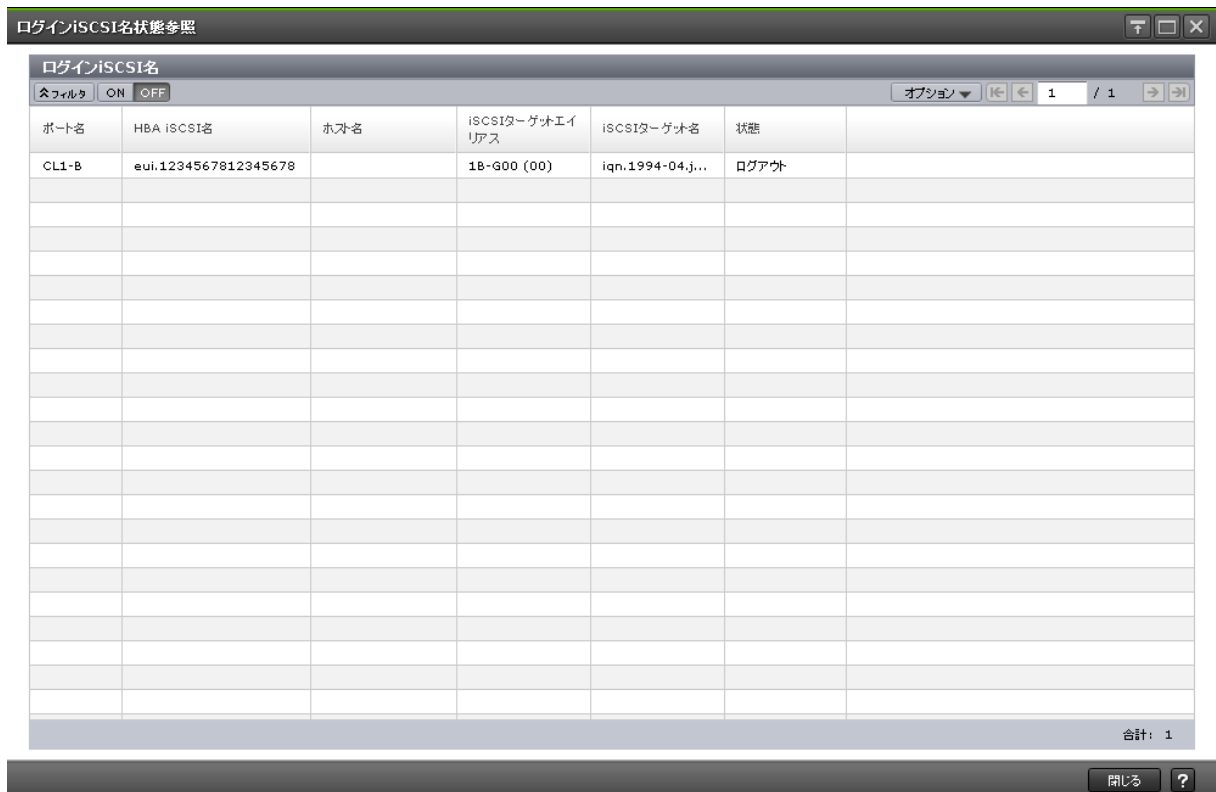 ログインiSCSI名状態参照
ログインiSCSI名
フィルタ ON OFF オプション 1 / 1
ポート名 HBA iSCSI名 ホスト名 iSCSIターゲットエイ iSCSIターゲット名 状態
リアス
CL1-B eui.1234567812345678 1B-G00 (00) iqn.1994-04.j... ログアウト
合計: 1
閉じる ?